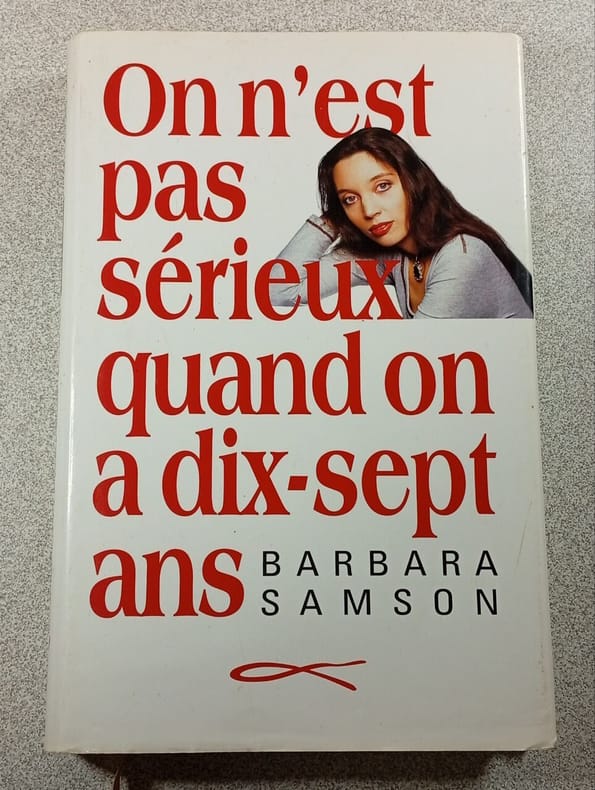 On n'est
pas
sérieux
quand on
a dix-sept
ans
BARBARA
SAMSON